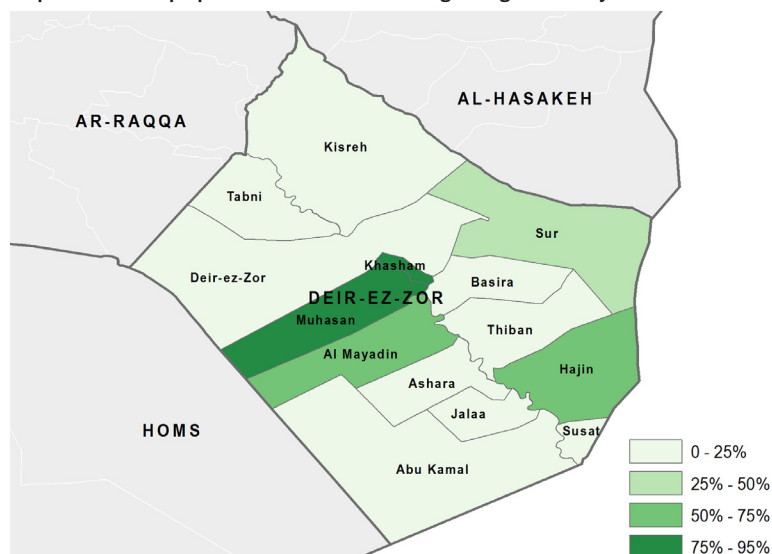 AL-HASAKEH
AR-RAQQA
Kisreh
Tabni
Sur
Khasham
Deir-ez-Zor
Basira
DEIR-EZ-ZOR
Muhasan
Thiban
Al Mayadin
Hajin
Ashara
Jalaa
HOMS
Susat
Abu Kamal
0 - 25%
25% - 50%
50% - 75%
75% - 95%